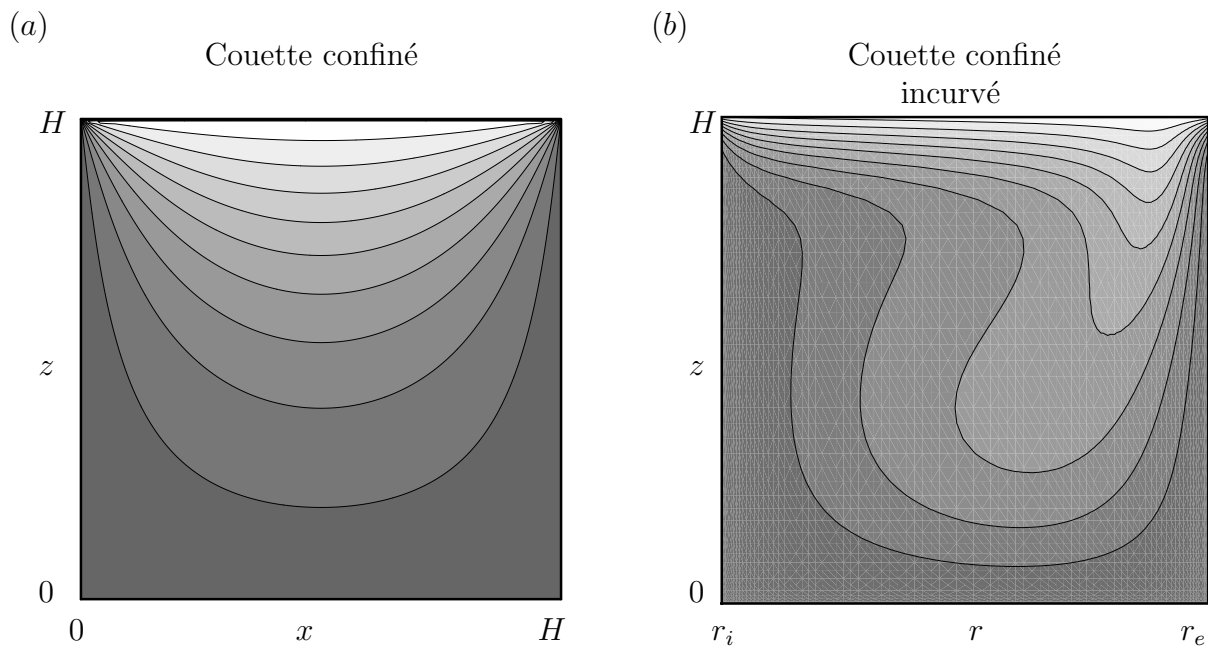 (a)
Couette confiné
H
z
0
0
x
H
(b)
Couette confiné
incurvé
H
z
0
r_i
r
r_e